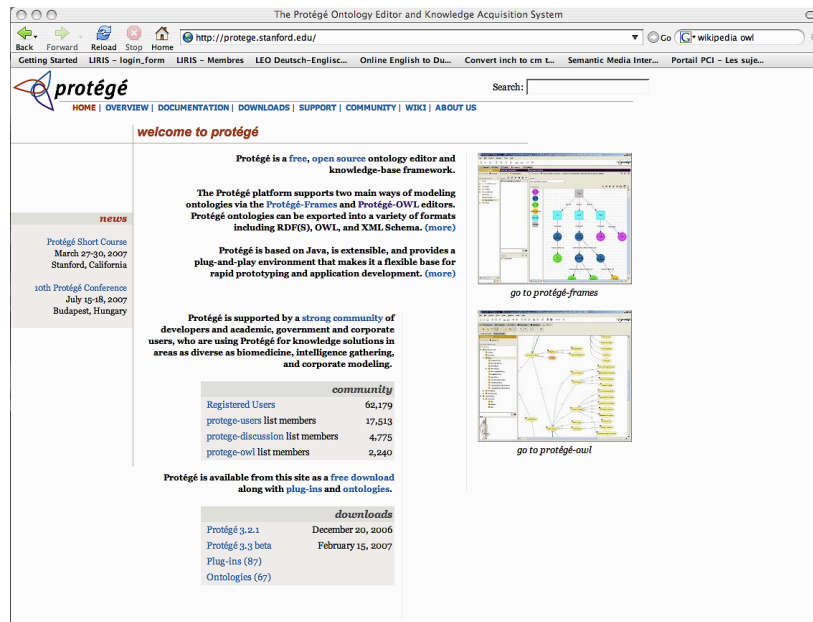 The Protégé Ontology Editor and Knowledge Acquisition System
Back Forward Reload Stop Home
http://protege.stanford.edu/
Go
wikipedia owl
Getting Started LIRIS - login_form LIRIS - Membres LEO Deutsch-Englisc... Online English to Du... Convert inch to cm t... Semantic Media Inter... Portail PCI - Les suje...
protégé
Search:
HOME | OVERVIEW | DOCUMENTATION | DOWNLOADS | SUPPORT | COMMUNITY | WIKI | ABOUT US
welcome to protégé
news
Protégé Short Course
March 27-30, 2007
Stanford, California
10th Protégé Conference
July 15-18, 2007
Budapest, Hungary
Protégé is a free, open source ontology editor and
knowledge-base framework.
The Protégé platform supports two main ways of modeling
ontologies via the Protégé-Frames and Protégé-OWL editors.
Protégé ontologies can be exported into a variety of formats
including RDF(S), OWL, and XML Schema. (more)
Protégé is based on Java, is extensible, and provides a
plug-and-play environment that makes it a flexible base for
rapid prototyping and application development. (more)
Protégé is supported by a strong community of
developers and academic, government and corporate
users, who are using Protégé for knowledge solutions in
areas as diverse as biomedicine, intelligence gathering,
and corporate modeling.
community
Registered Users 62,179
protege-users list members 17,513
protege-discussion list members 4,775
protege-owl list members 2,240
Protégé is available from this site as a free download
along with plug-ins and ontologies.
downloads
Protégé 3.2.1 December 20, 2006
Protégé 3.3 beta February 15, 2007
Plug-ins (87)
Ontologies (67)
go to protégé-frames
go to protégé-owl